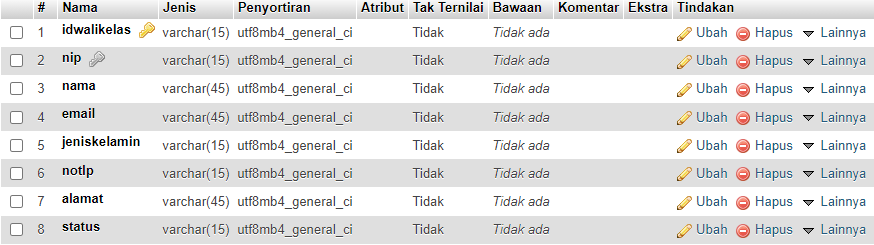 # Nama Jenis Penyortiran Atribut Tak Ternilai Bawaan Komentar Ekstra Tindakan
1 idwalikelas varchar(15) utf8mb4_general_ci Tidak Tidak ada Ubah Hapus Lainnya
2 nip varchar(15) utf8mb4_general_ci Tidak Tidak ada Ubah Hapus Lainnya
3 nama varchar(45) utf8mb4_general_ci Tidak Tidak ada Ubah Hapus Lainnya
4 email varchar(45) utf8mb4_general_ci Tidak Tidak ada Ubah Hapus Lainnya
5 jeniskelamin varchar(15) utf8mb4_general_ci Tidak Tidak ada Ubah Hapus Lainnya
6 notlp varchar(15) utf8mb4_general_ci Tidak Tidak ada Ubah Hapus Lainnya
7 alamat varchar(45) utf8mb4_general_ci Tidak Tidak ada Ubah Hapus Lainnya
8 status varchar(15) utf8mb4_general_ci Tidak Tidak ada Ubah Hapus Lainnya